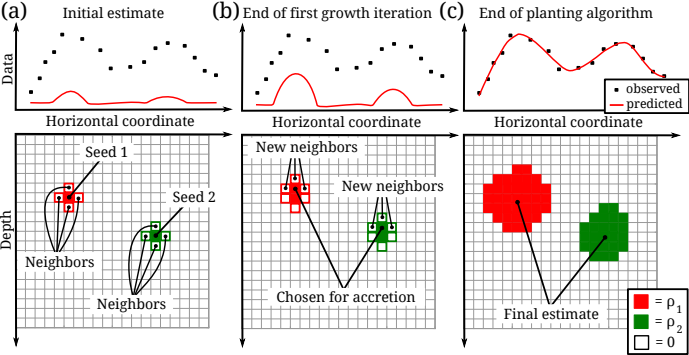 (a)
Initial estimate
(b)
End of first growth iteration
(c)
End of planting algorithm
Data
observed
predicted
Horizontal coordinate
Horizontal coordinate
Horizontal coordinate
Depth
Seed 1
Seed 2
Neighbors
Neighbors
New neighbors
New neighbors
Chosen for accretion
Final estimate
= ρ1
= ρ2
= 0